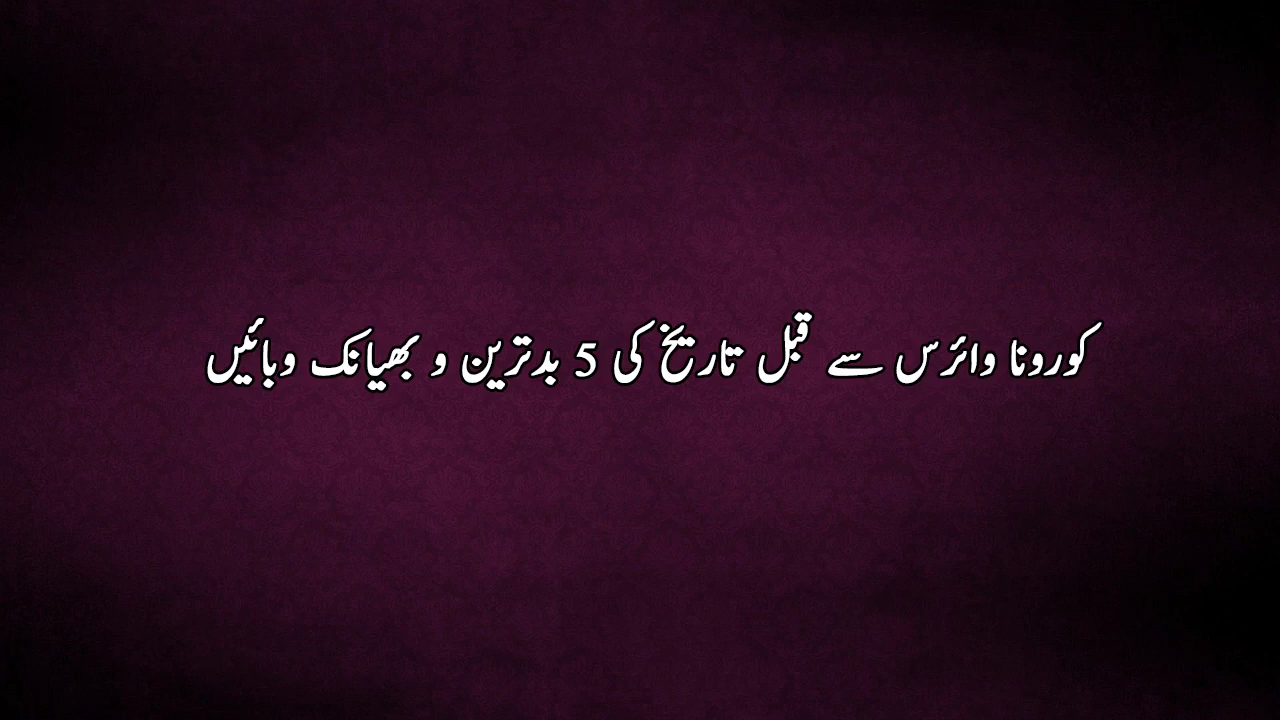 کورونا وائرس سے قبل تاریخ کی 5 بدترین و بھیانک وبائیں